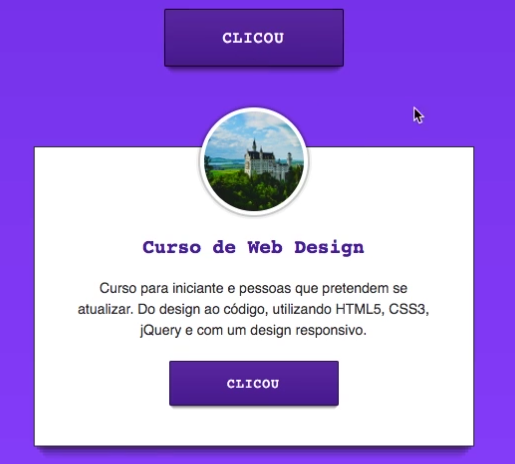 CLICOU
Curso de Web Design
Curso para iniciante e pessoas que pretendem se
atualizar. Do design ao código, utilizando HTML5, CSS3,
jQuery e com um design responsivo.
CLICOU